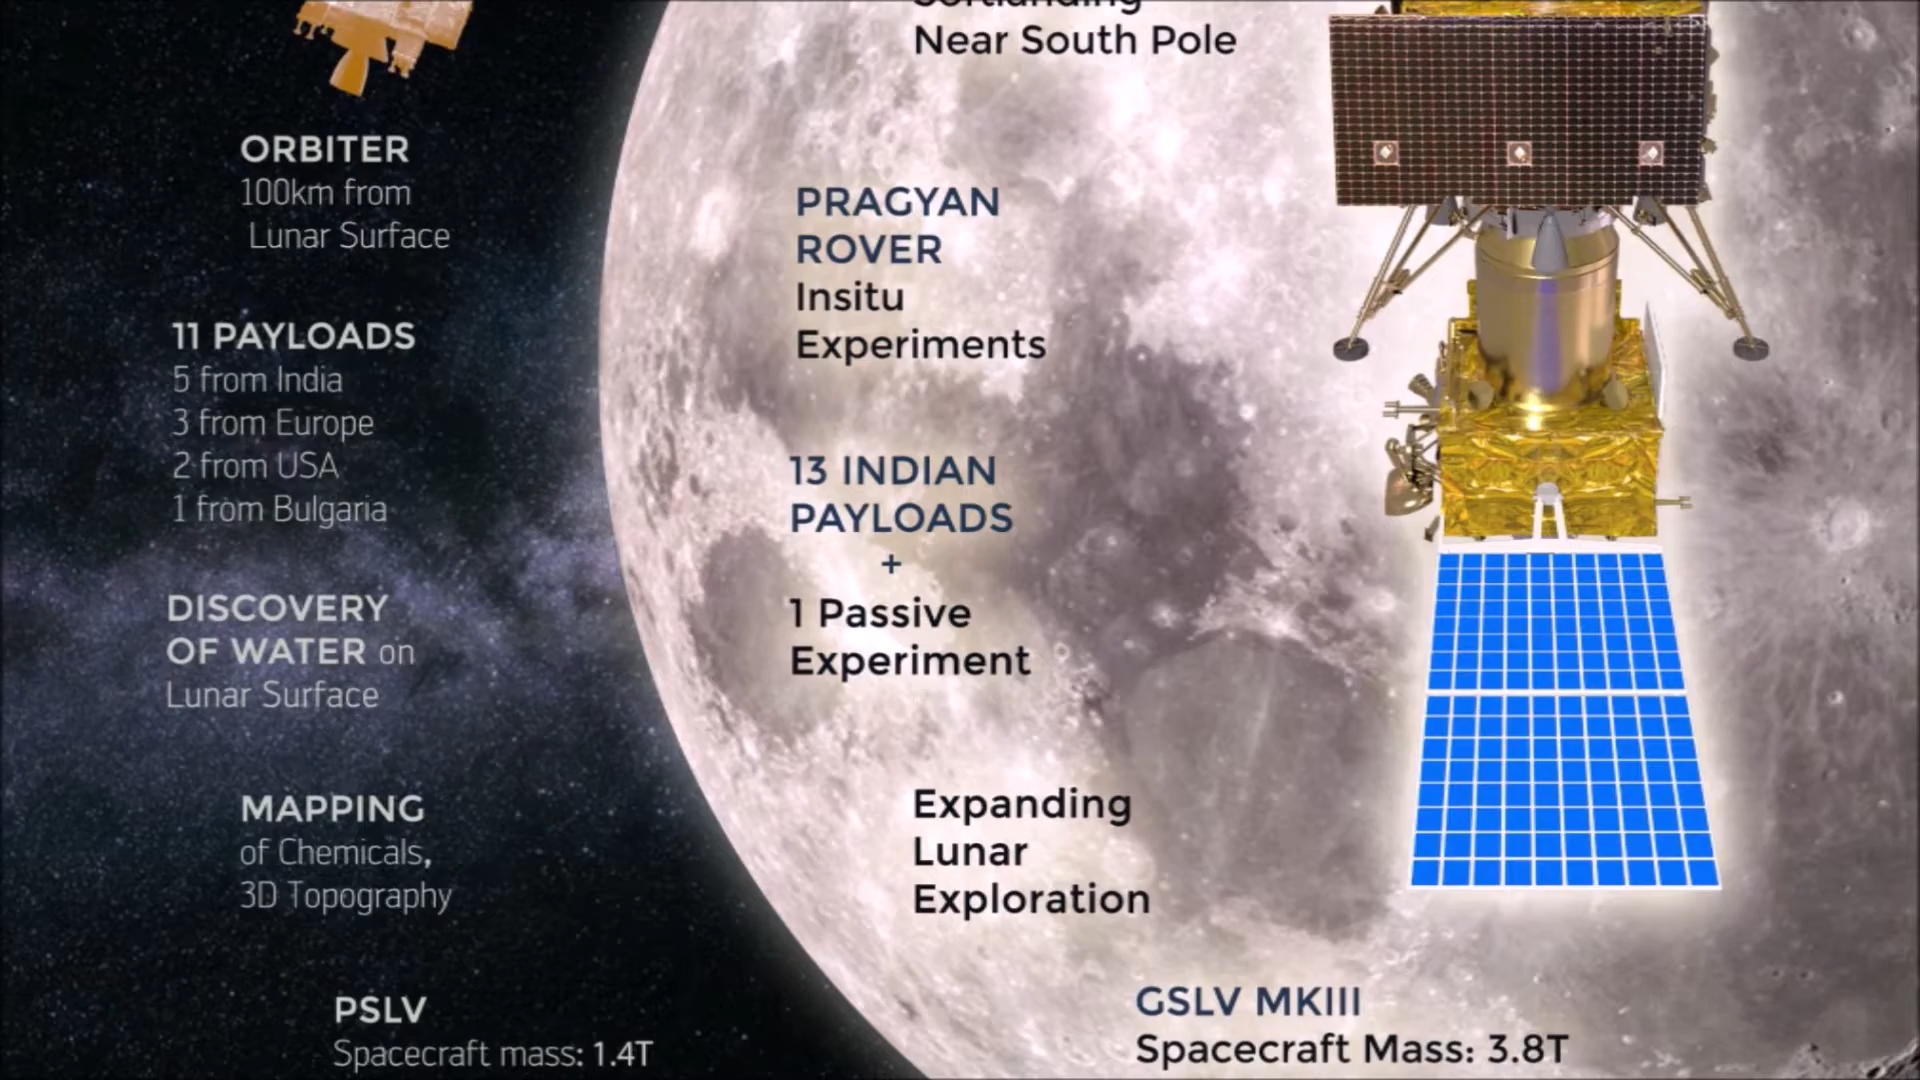 ORBITER
100km from
Lunar Surface
11 PAYLOADS
5 from India
3 from Europe
2 from USA
1 from Bulgaria
DISCOVERY
OF WATER on
Lunar Surface
MAPPING
of Chemicals,
3D Topography
PSLV
Spacecraft mass: 1.4T
Softlanding
Near South Pole
PRAGYAN
ROVER
Insitu
Experiments
13 INDIAN
PAYLOADS
+
1 Passive
Experiment
Expanding
Lunar
Exploration
GSLV MKIII
Spacecraft Mass: 3.8T